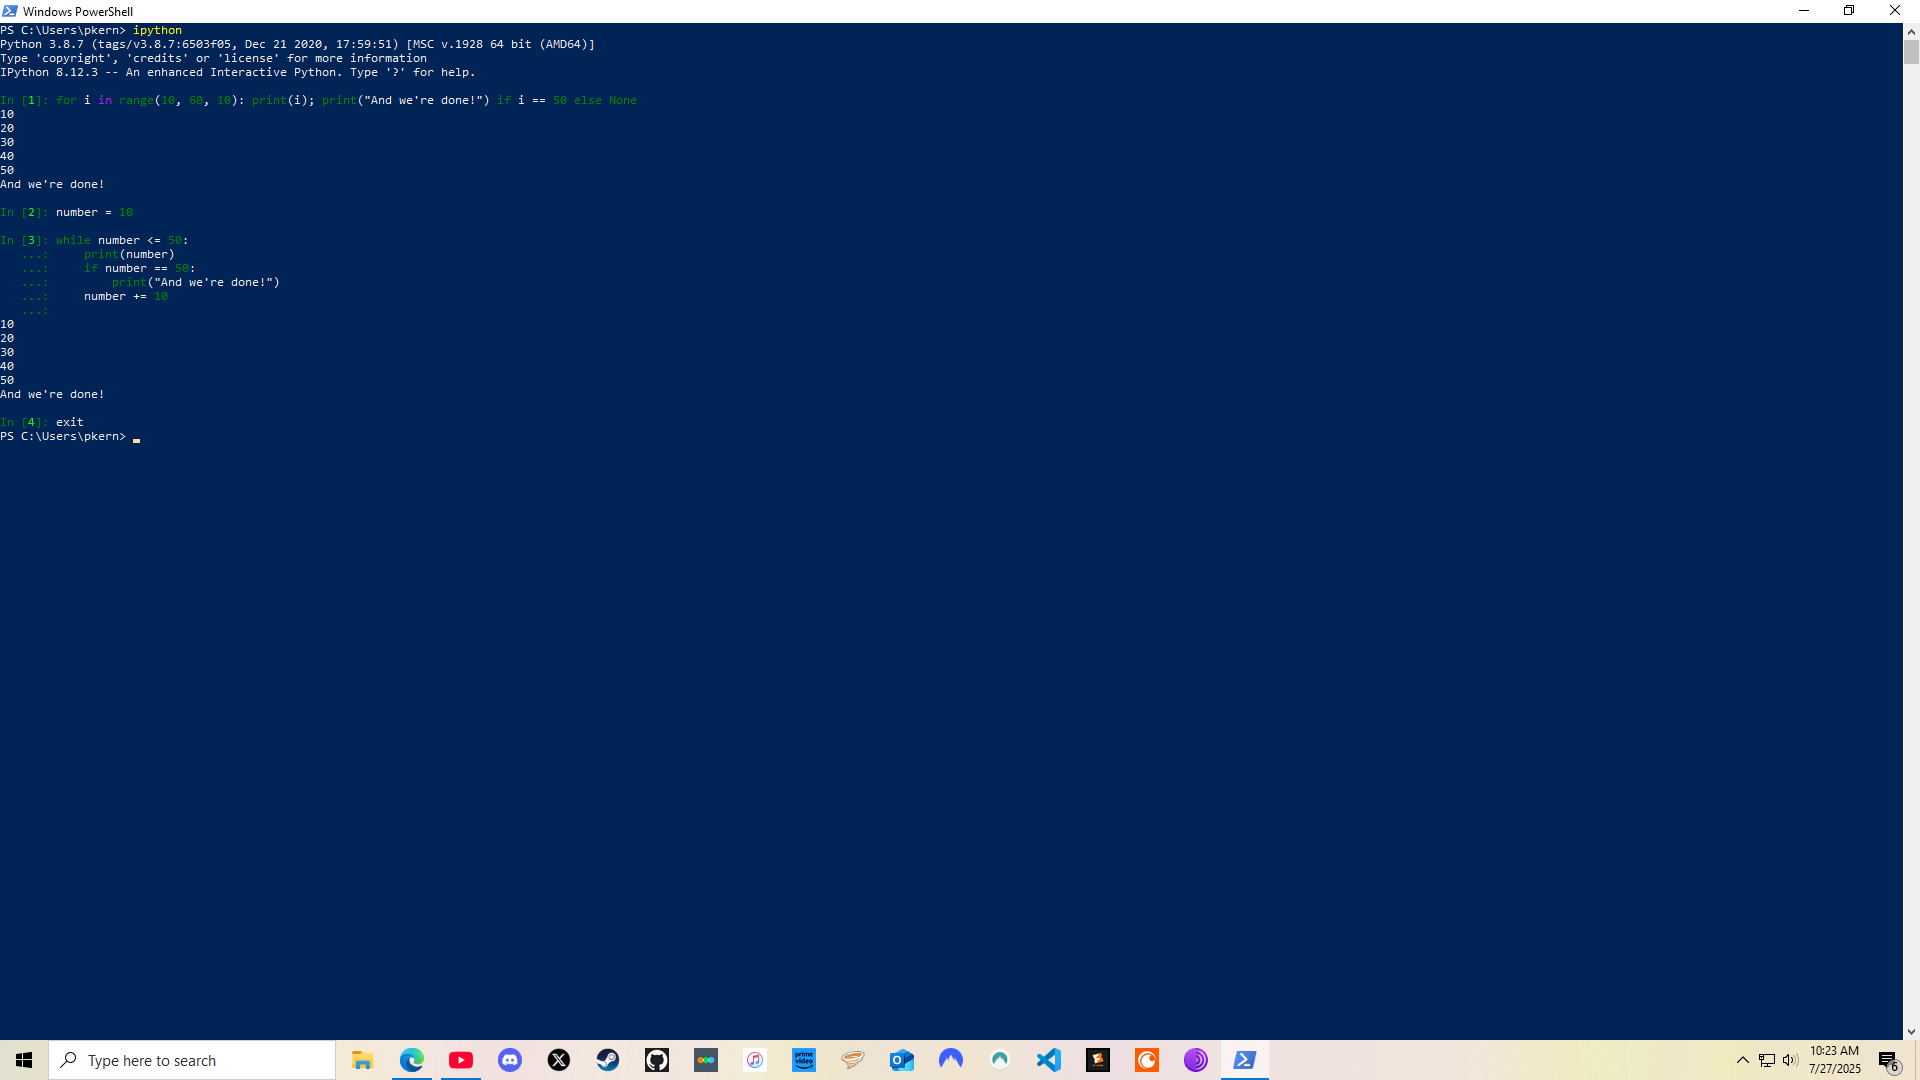 Windows PowerShell
PS C:\Users\pkern> ipython
Python 3.8.7 (tags/v3.8.7:6503f05, Dec 21 2020, 17:59:51) [MSC v.1928 64 bit (AMD64)]
Type 'copyright', 'credits' or 'license' for more information
IPython 8.12.3 -- An enhanced Interactive Python. Type '?' for help.
In [1]: for i in range(10, 60, 10): print(i); print("And we're done!") if i == 50 else None
10
20
30
40
50
And we're done!
In [2]: number = 10
In [3]: while number <= 50:
   ...:     print(number)
   ...:     if number == 50:
   ...:         print("And we're done!")
   ...:     number += 10
   ...:
10
20
30
40
50
And we're done!
In [4]: exit
PS C:\Users\pkern>
Type here to search
prime video
10:23 AM
7/27/2025
6